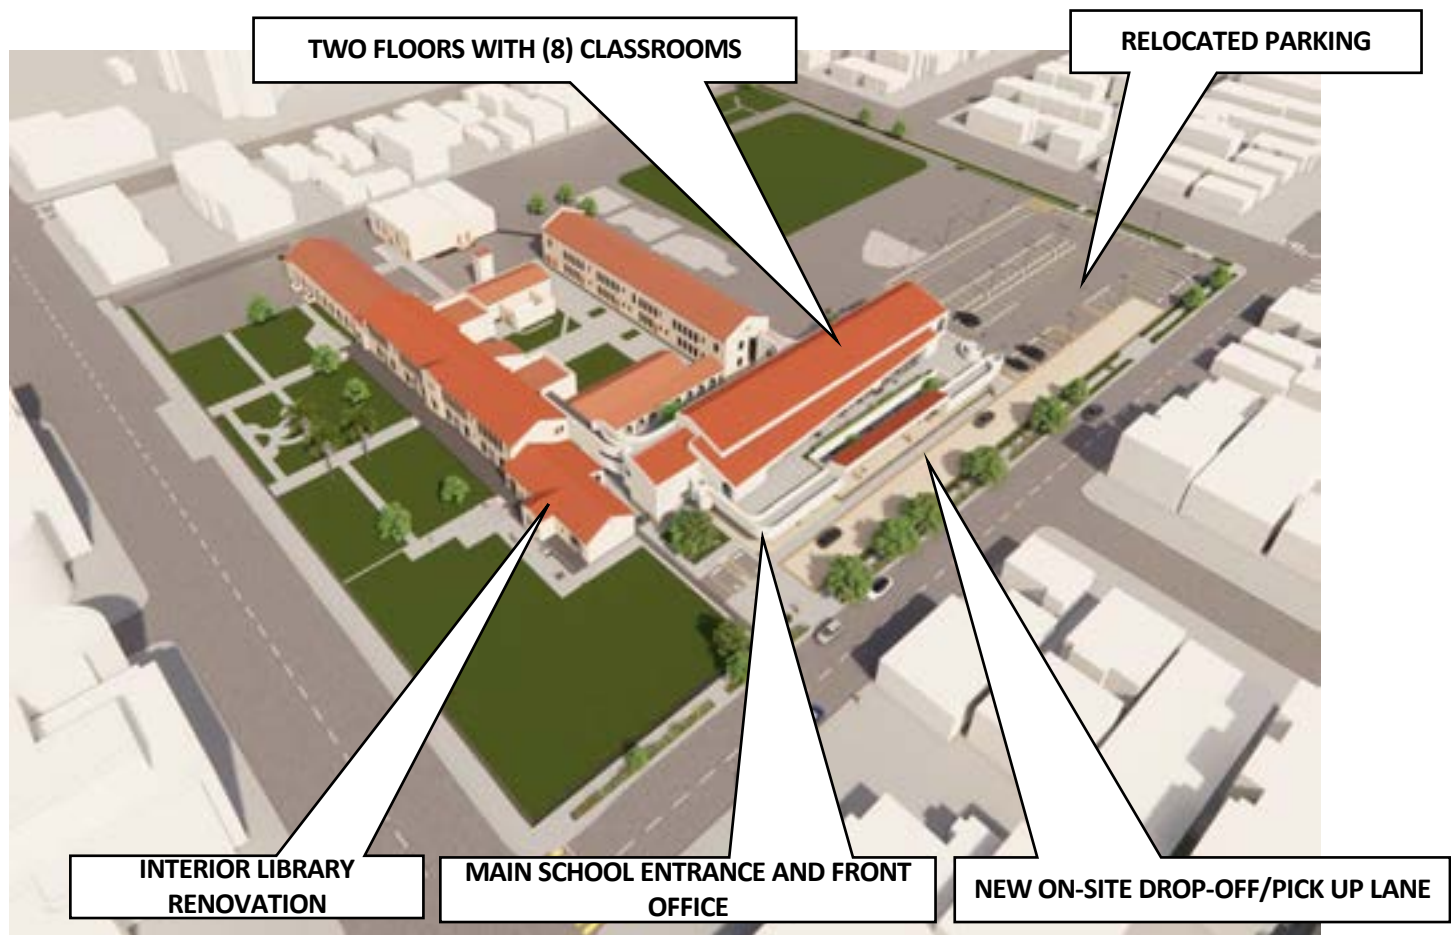 TWO FLOORS WITH (8) CLASSROOMS
RELOCATED PARKING
INTERIOR LIBRARY
RENOVATION
MAIN SCHOOL ENTRANCE AND FRONT
OFFICE
NEW ON-SITE DROP-OFF/PICK UP LANE